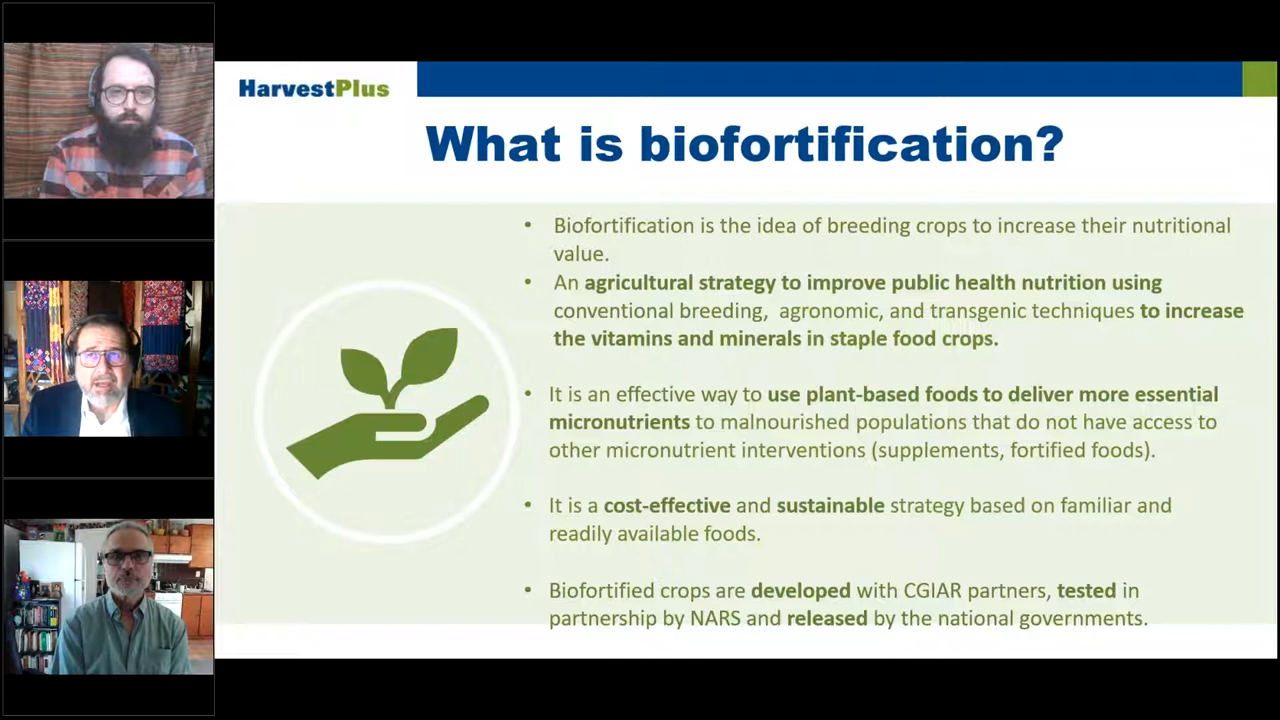 HarvestPlus
What is biofortification?
• Biofortification is the idea of breeding crops to increase their nutritional
value.
• An agricultural strategy to improve public health nutrition using
conventional breeding, agronomic, and transgenic techniques to increase
the vitamins and minerals in staple food crops.
• It is an effective way to use plant-based foods to deliver more essential
micronutrients to malnourished populations that do not have access to
other micronutrient interventions (supplements, fortified foods).
• It is a cost-effective and sustainable strategy based on familiar and
readily available foods.
• Biofortified crops are developed with CGIAR partners, tested in
partnership by NARS and released by the national governments.